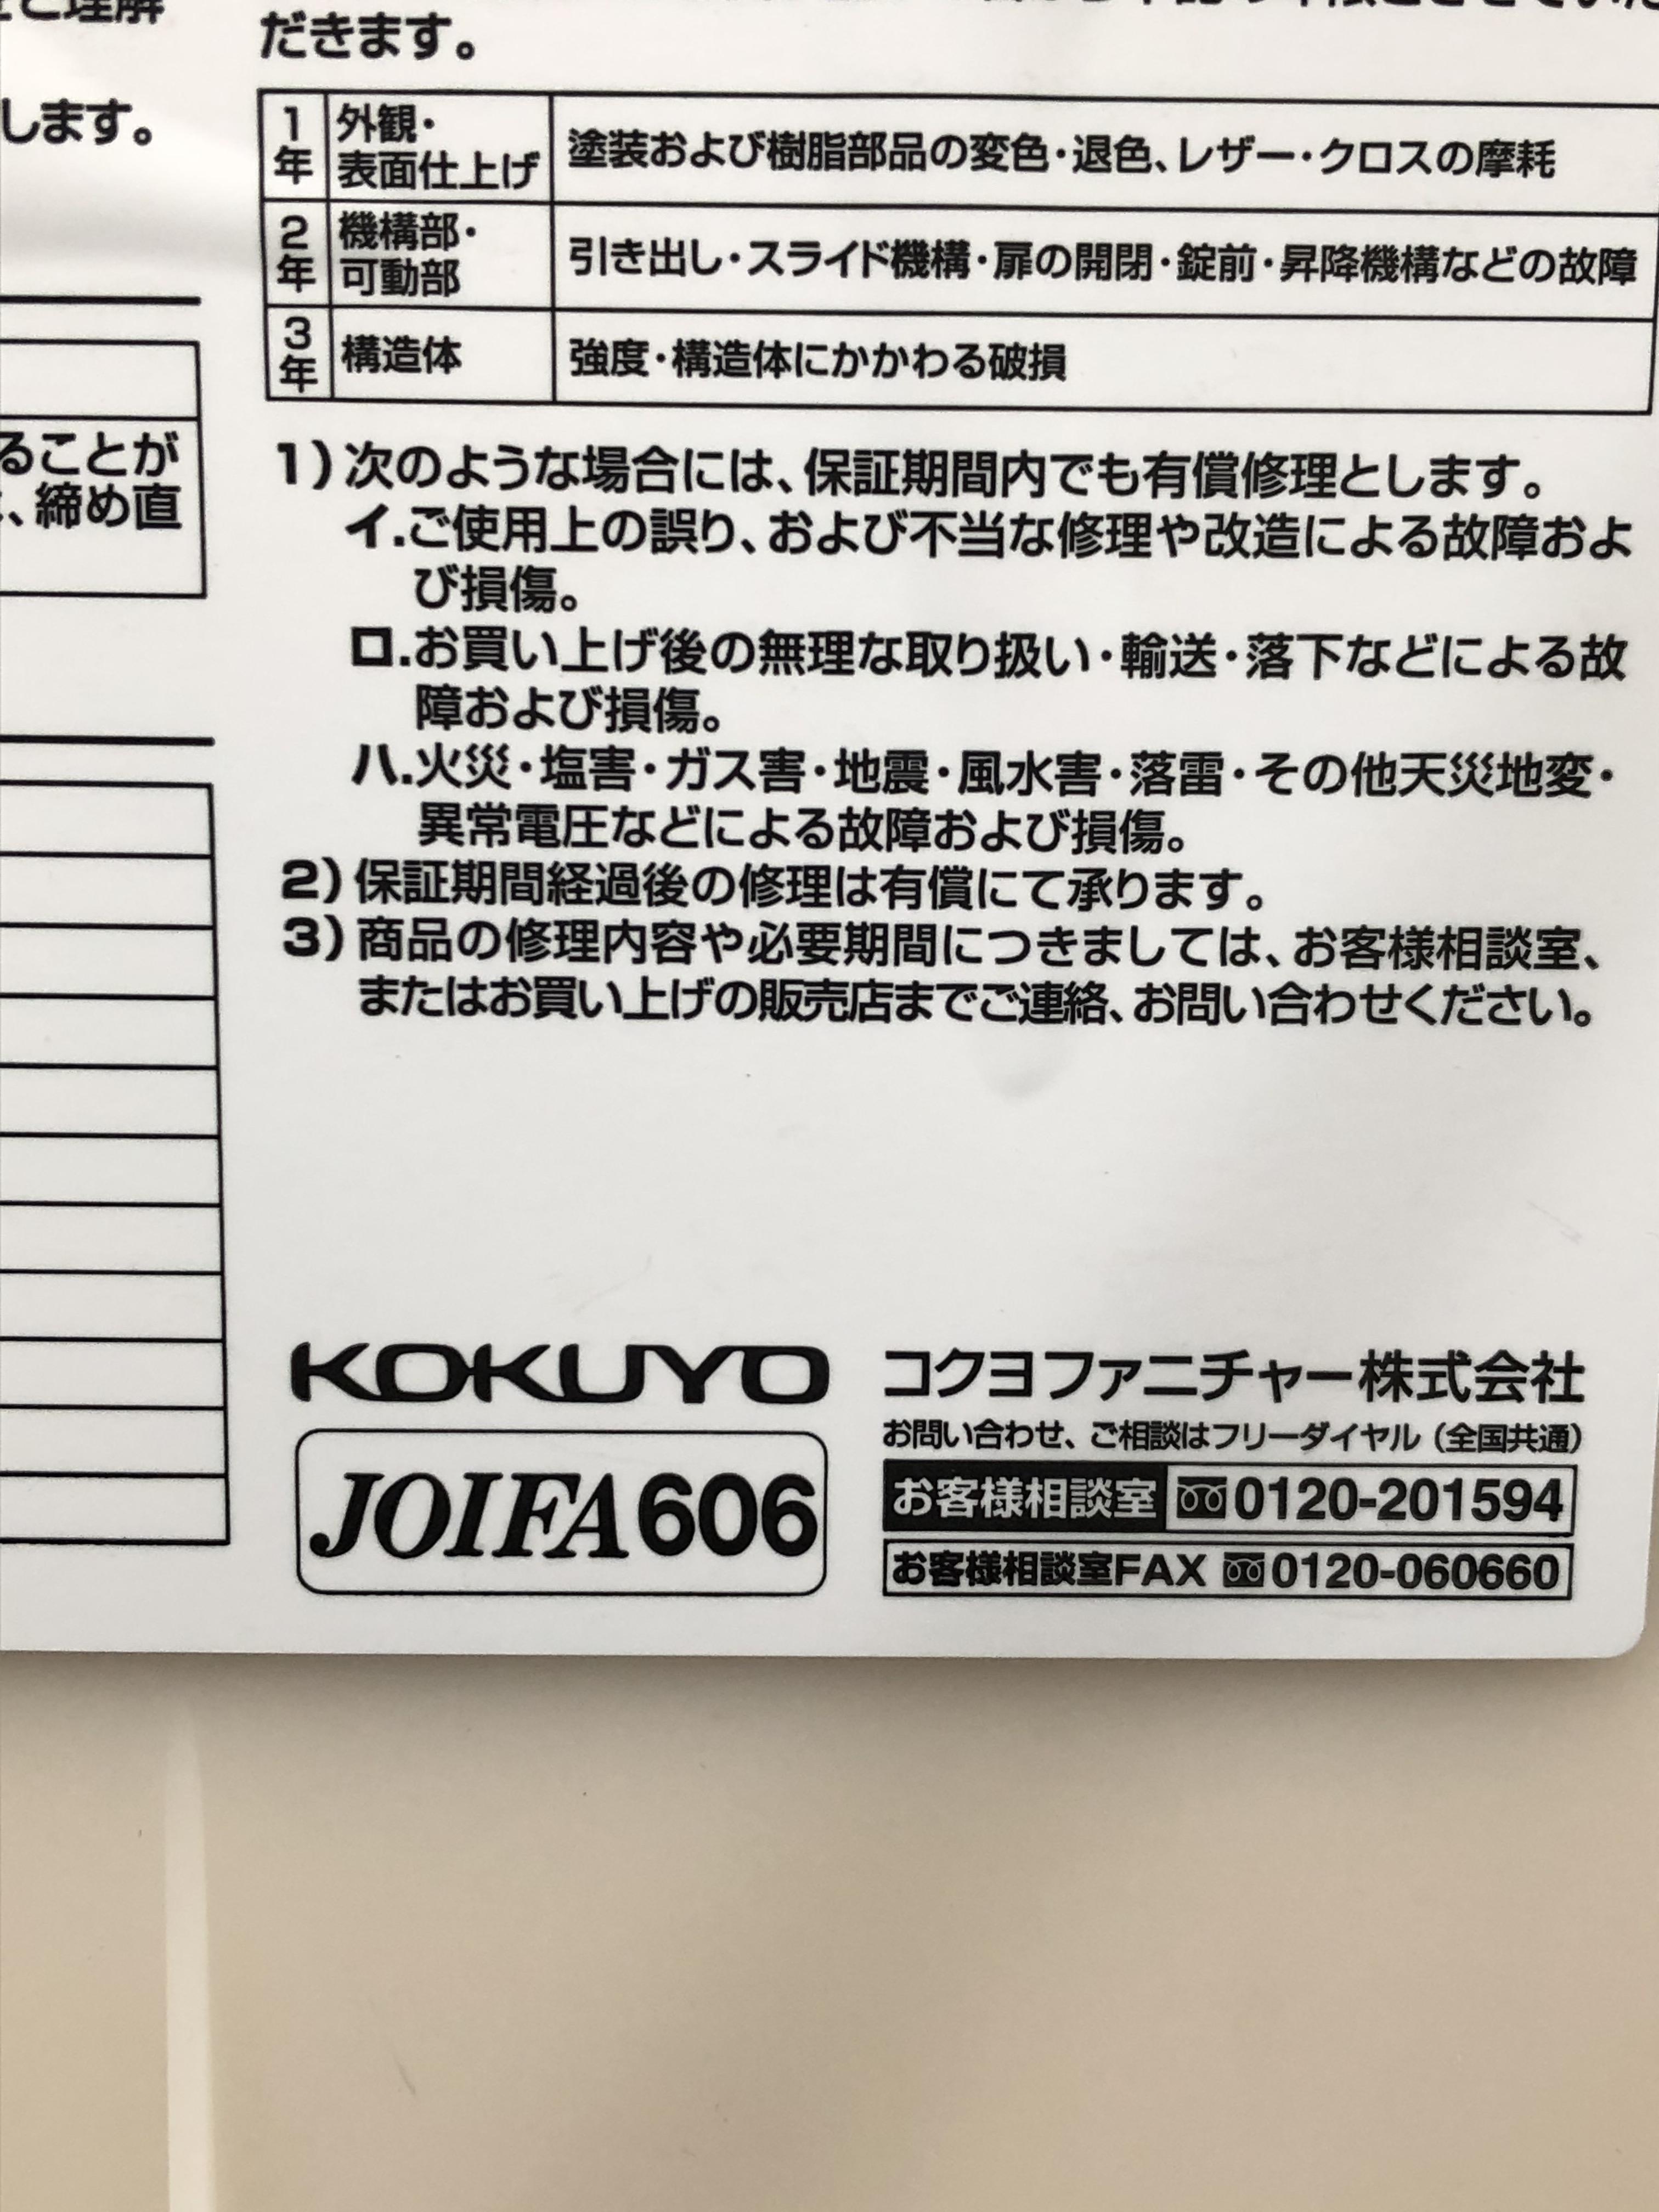 だきます。
します。
1年 外観・表面仕上げ 塗装および樹脂部品の変色・退色、レザー・クロスの摩耗
2年 機構部・可動部 引き出し・スライド機構・扉の開閉・錠前・昇降機構などの故障
3年 構造体 強度・構造体にかかわる破損
ることが
、締め直
1)次のような場合には、保証期間内でも有償修理とします。
イ.ご使用上の誤り、および不当な修理や改造による故障およ
び損傷。
ロ.お買い上げ後の無理な取り扱い・輸送・落下などによる故
障および損傷。
ハ.火災・塩害・ガス害・地震・風水害・落雷・その他天災地変・
異常電圧などによる故障および損傷。
2)保証期間経過後の修理は有償にて承ります。
3)商品の修理内容や必要期間につきましては、お客様相談室、
またはお買い上げの販売店までご連絡、お問い合わせください。
KOKUYO コクヨファニチャー株式会社
お問い合わせ、ご相談はフリーダイヤル(全国共通)
JOIFA606
お客様相談室 0120-201594
お客様相談室FAX 0120-060660